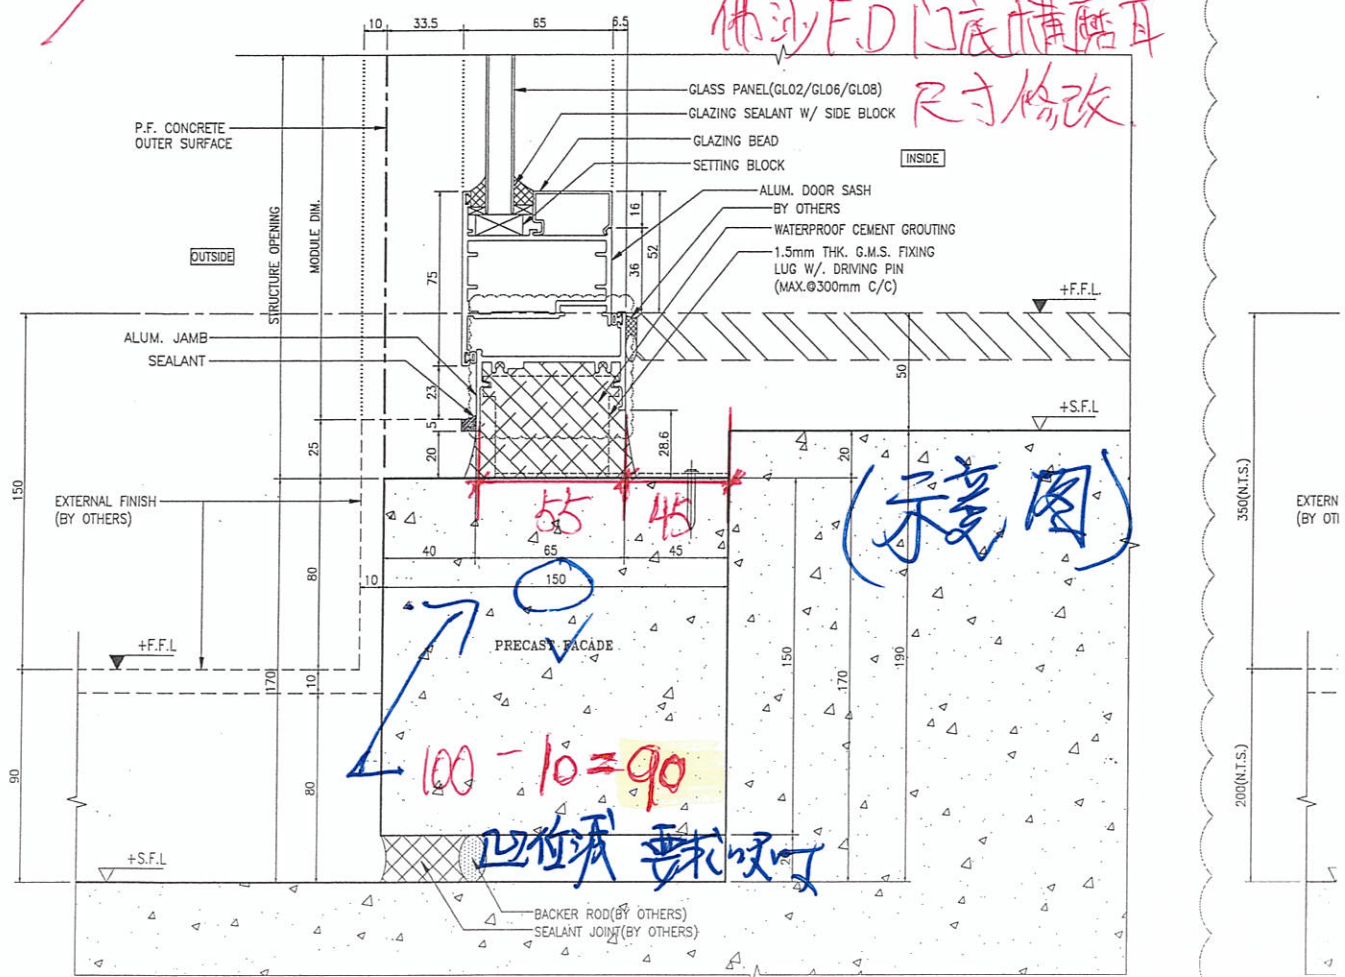 10 33.5 65 6.5
佛沙F.D门底横磨耳
尺寸修改
GLASS PANEL(GL02/GL06/GL08)
GLAZING SEALANT W/ SIDE BLOCK
GLAZING BEAD
SETTING BLOCK
INSIDE
P.F. CONCRETE
OUTER SURFACE
ALUM. DOOR SASH
BY OTHERS
WATERPROOF CEMENT GROUTING
1.5mm THK. G.M.S. FIXING
LUG W/. DRIVING PIN
(MAX.@300mm C/C)
16
52
36
75
STRUCTURE OPENING
MODULE DIM.
OUTSIDE
+F.F.L.
ALUM. JAMB
SEALANT
23
5
20
25
28.6
50
+S.F.L
20
150
EXTERNAL FINISH
(BY OTHERS)
55 45
(示意图)
40 65 45
10 150
80
PRECAST FACADE
+F.F.L
170
10
150
170
190
350(N.T.S.)
EXTERN
(BY OTH
100-10=90
凹位減 要求
90
80
20
200(N.T.S.)
+S.F.L
BACKER ROD(BY OTHERS)
SEALANT JOINT(BY OTHERS)